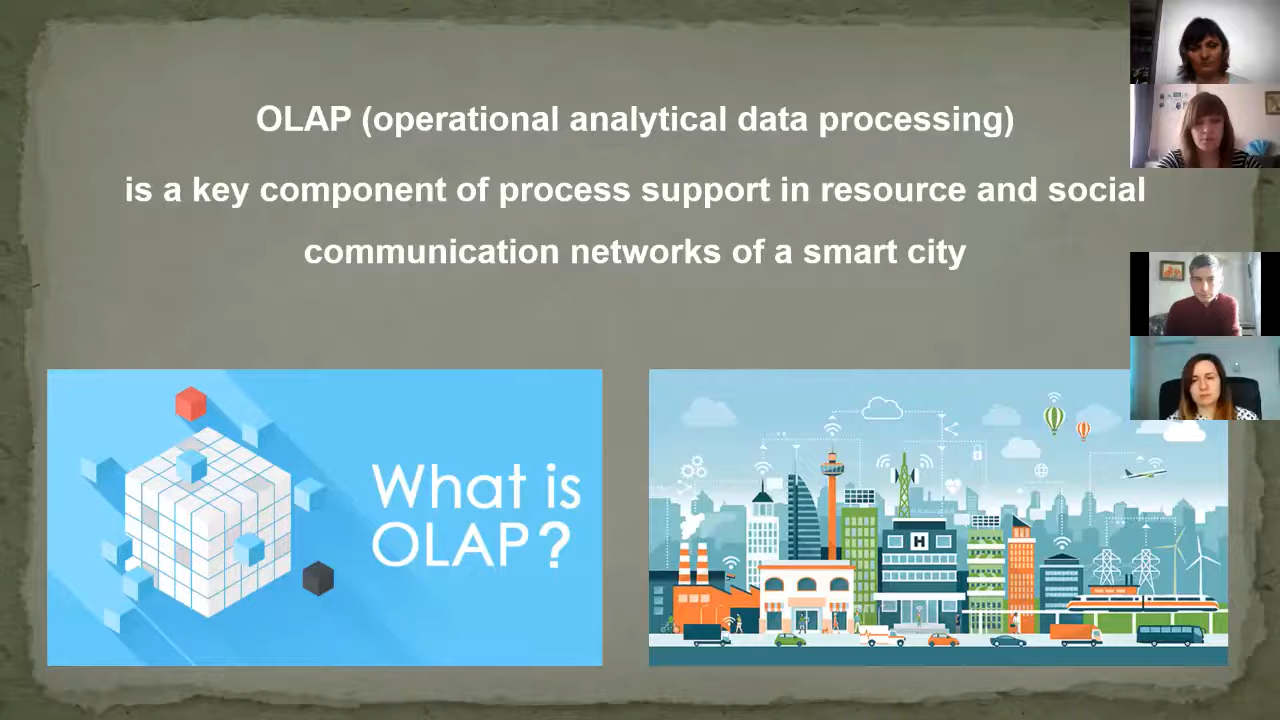 OLAP (operational analytical data processing)
is a key component of process support in resource and social
communication networks of a smart city
What is
OLAP?
H